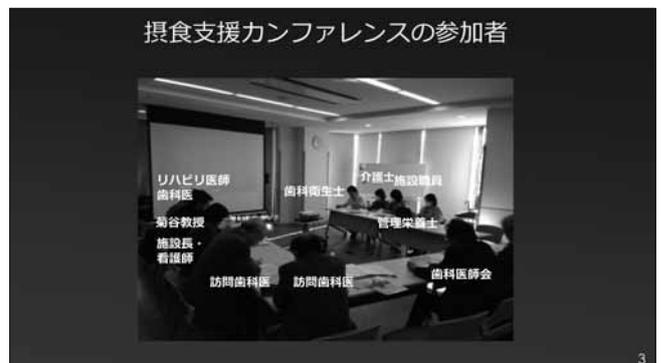 摂食支援カンファレンスの参加者
リハビリ医師
歯科医
歯科衛生士
介護士
施設職員
菊谷教授
管理栄養士
施設長・
看護師
訪問歯科医
訪問歯科医
歯科医師会
3